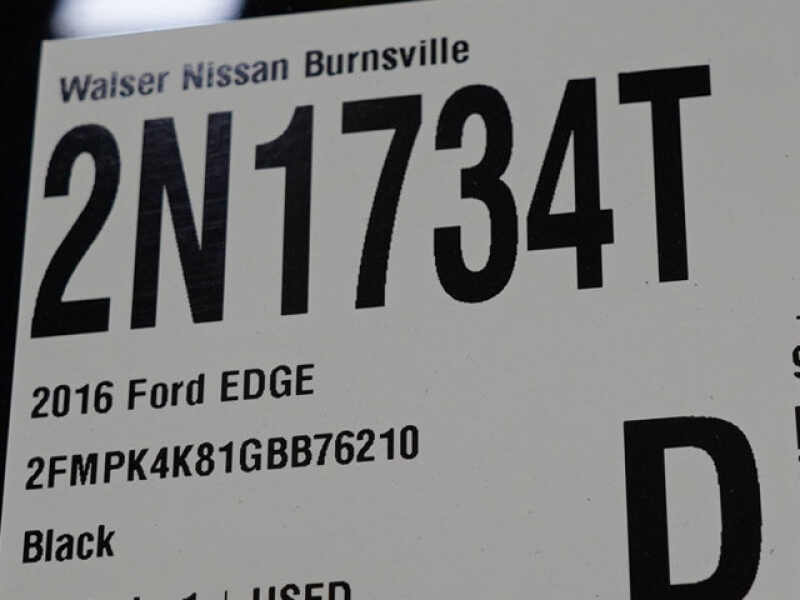 Walser Nissan Burnsville
2N1734T
2016 Ford EDGE
2FMPK4K81GBB76210
D
Black
USED